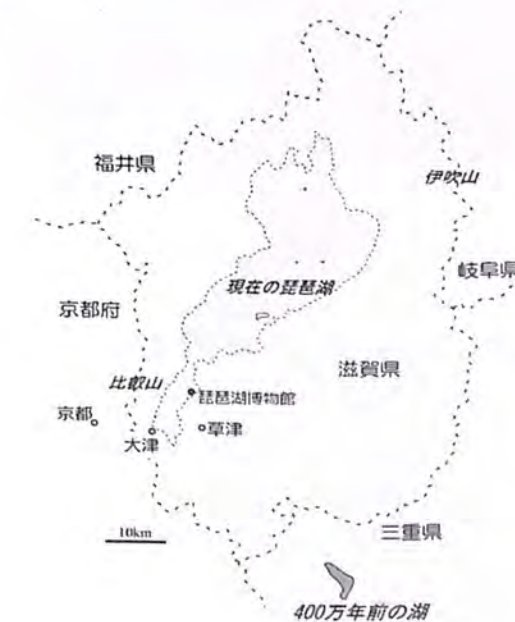 福井県
伊吹山
岐阜県
現在の琵琶湖
京都府
滋賀県
比叡山
琵琶湖博物館
京都
草津
大津
10km
三重県
400万年前の湖